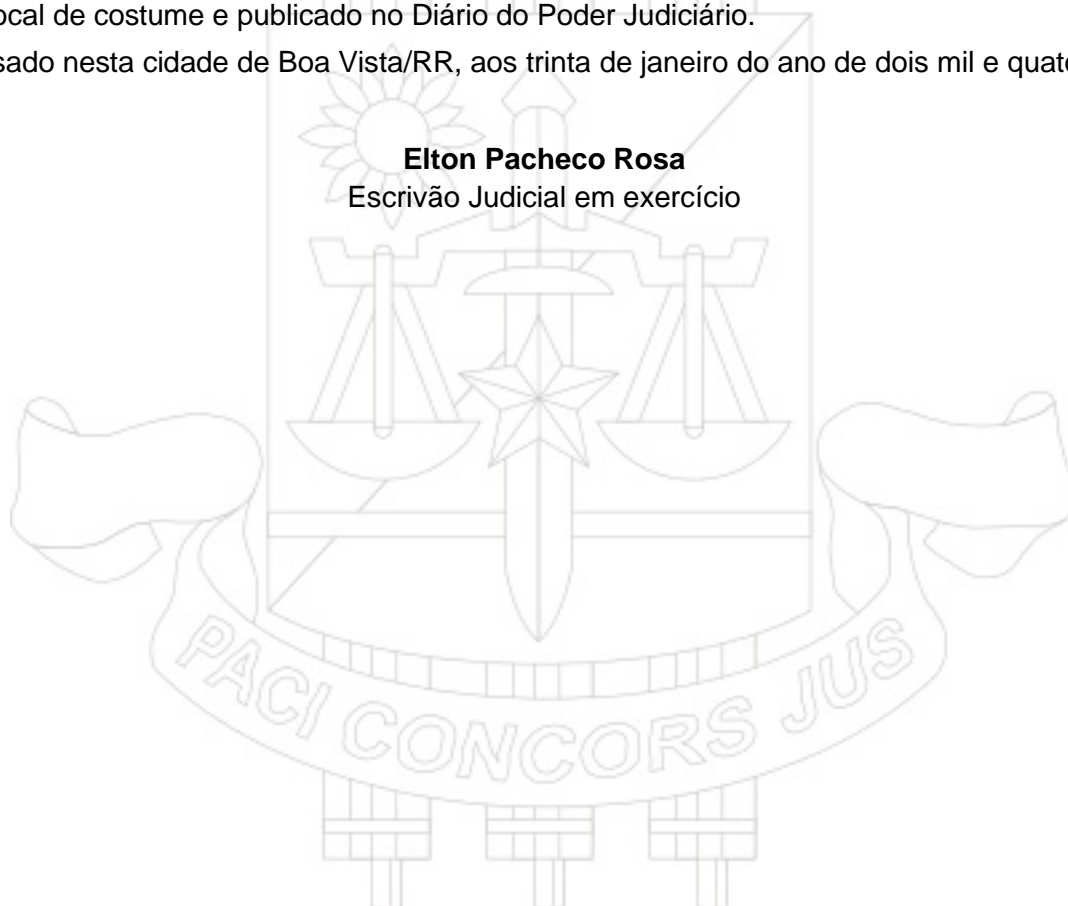 ocal de costume e publicado no Diário do Poder Judiciário.
sado nesta cidade de Boa Vista/RR, aos trinta de janeiro do ano de dois mil e quato
Elton Pacheco Rosa
Escrivão Judicial em exercício
PACI CONCORS JUS